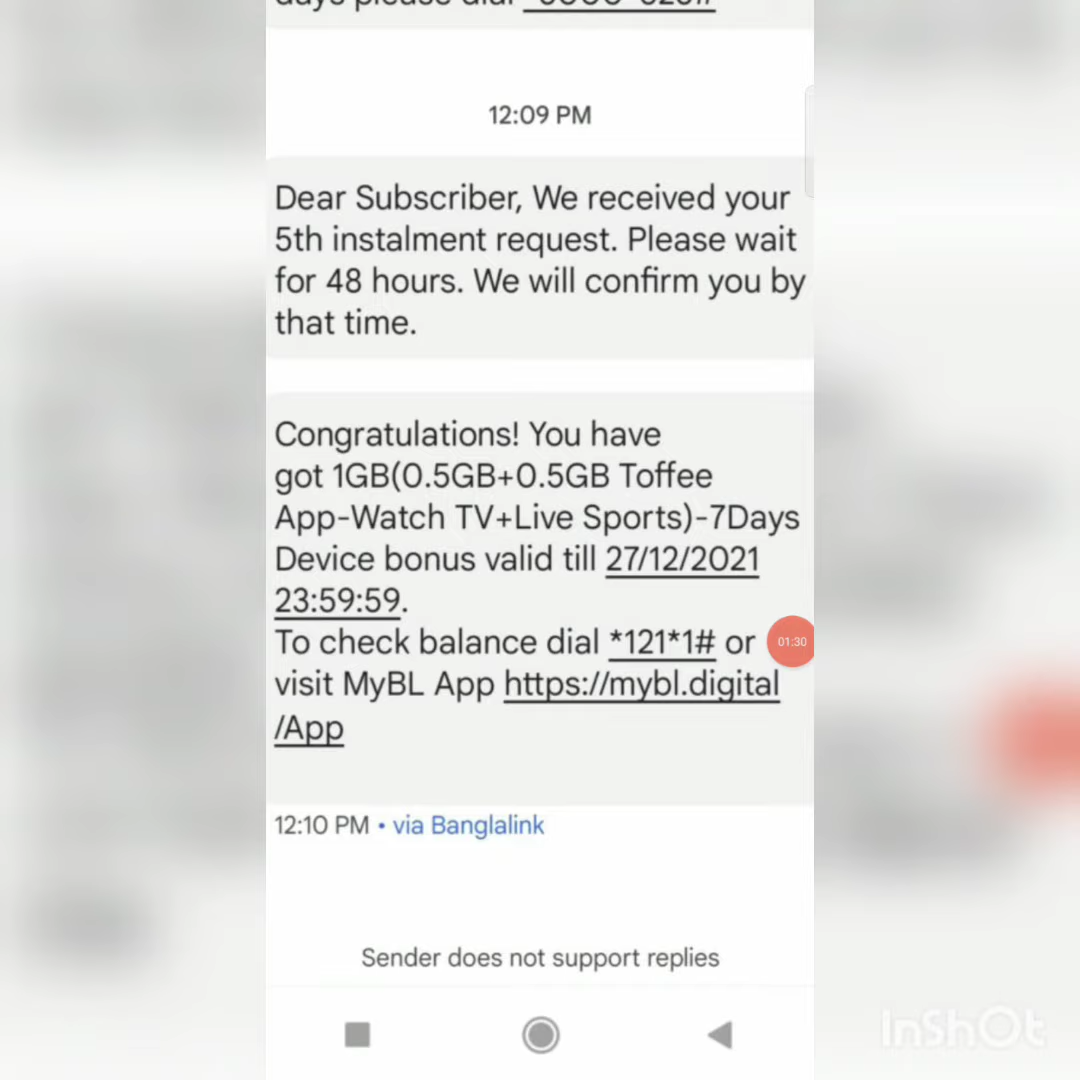 days please dial
12:09 PM
Dear Subscriber, We received your
5th instalment request. Please wait
for 48 hours. We will confirm you by
that time.
Congratulations! You have
got 1GB(0.5GB+0.5GB Toffee
App-Watch TV+Live Sports)-7Days
Device bonus valid till 27/12/2021
23:59:59.
To check balance dial *121*1# or
01:30
visit MyBL App https://mybl.digital
/App
12:10 PM • via Banglalink
Sender does not support replies
InShOt